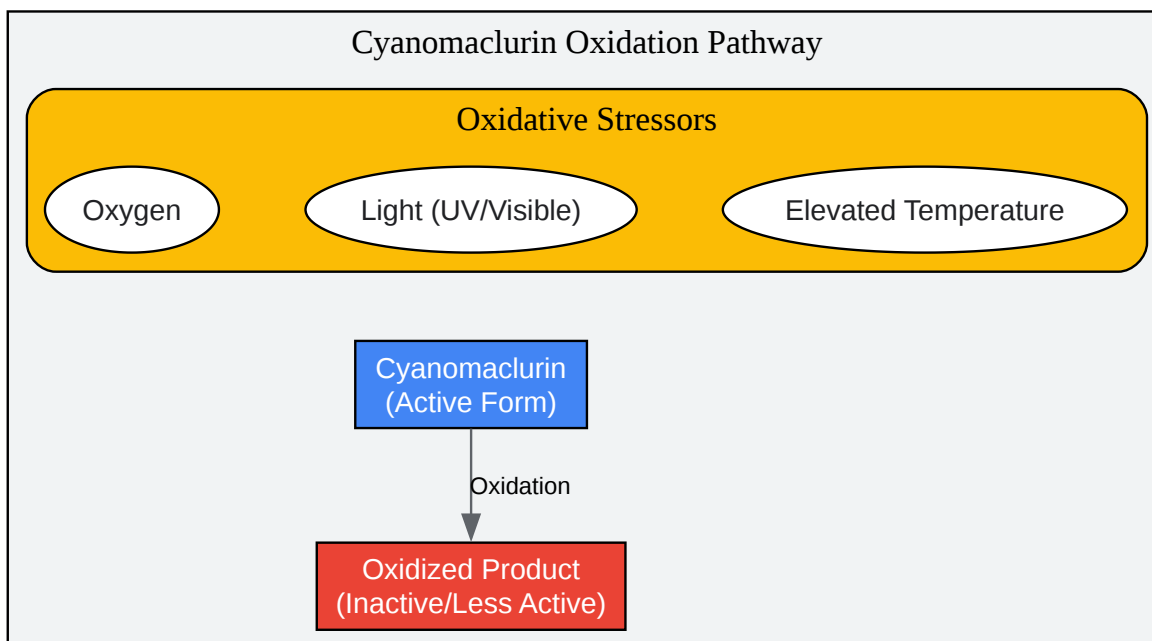 Cyanomaclurin Oxidation Pathway
Oxidative Stressors
Oxygen
Light (UV/Visible)
Elevated Temperature
Cyanomaclurin
(Active Form)
Oxidation
Oxidized Product
(Inactive/Less Active)